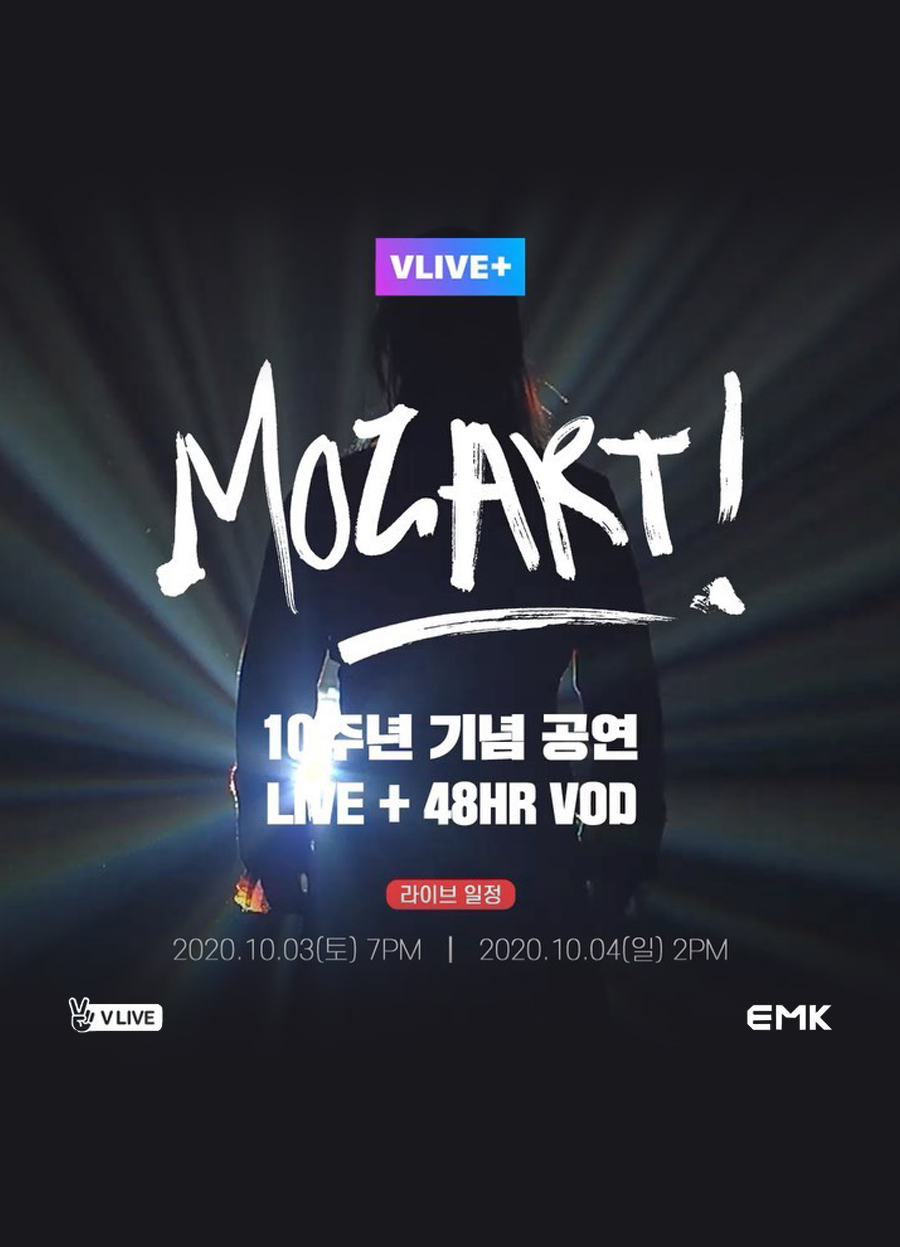 VLIVE+
MOZART!
10주년 기념 공연
LIVE + 48HR VOD
라이브 일정
2020.10.03(토) 7PM | 2020.10.04(일) 2PM
V LIVE
EMK